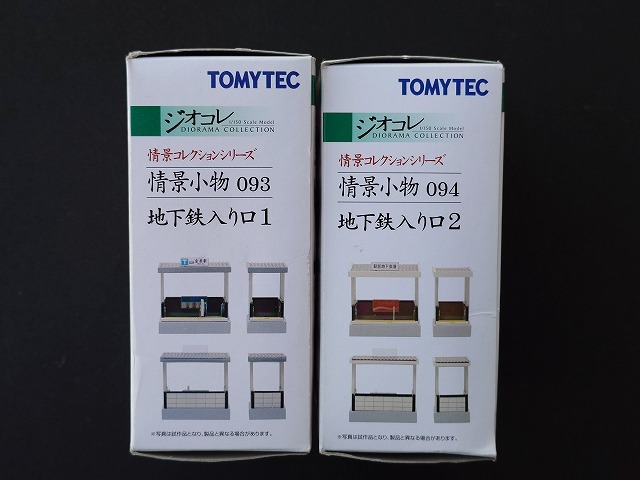 TOMYTEC
ジオコレ
1/150 Scale Model
DIORAMA COLLECTION
情景コレクションシリーズ
情景小物 093
地下鉄入り口1
※写真は試作品となり、製品と異なる場合があります。
TOMYTEC
ジオコレ
1/150 Scale Model
DIORAMA COLLECTION
情景コレクションシリーズ
情景小物 094
地下鉄入り口2
※写真は試作品となり、製品と異なる場合があります。